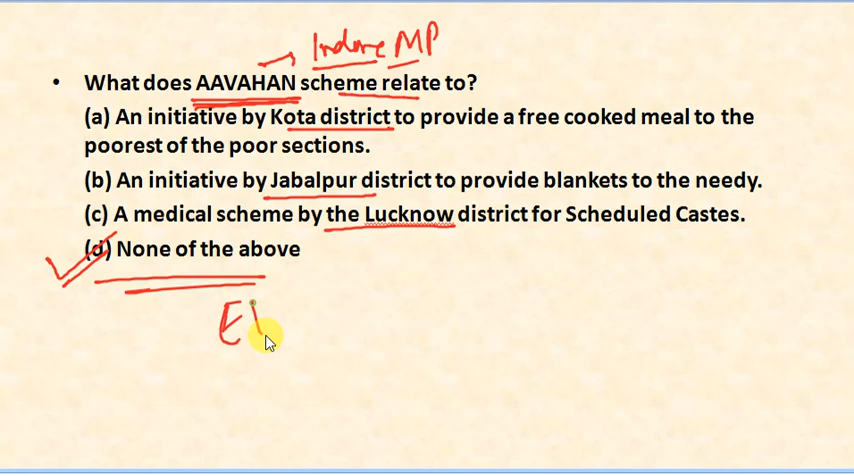 Indore MP
• What does AAVAHAN scheme relate to?
(a) An initiative by Kota district to provide a free cooked meal to the
poorest of the poor sections.
(b) An initiative by Jabalpur district to provide blankets to the needy.
(c) A medical scheme by the Lucknow district for Scheduled Castes.
(d) None of the above